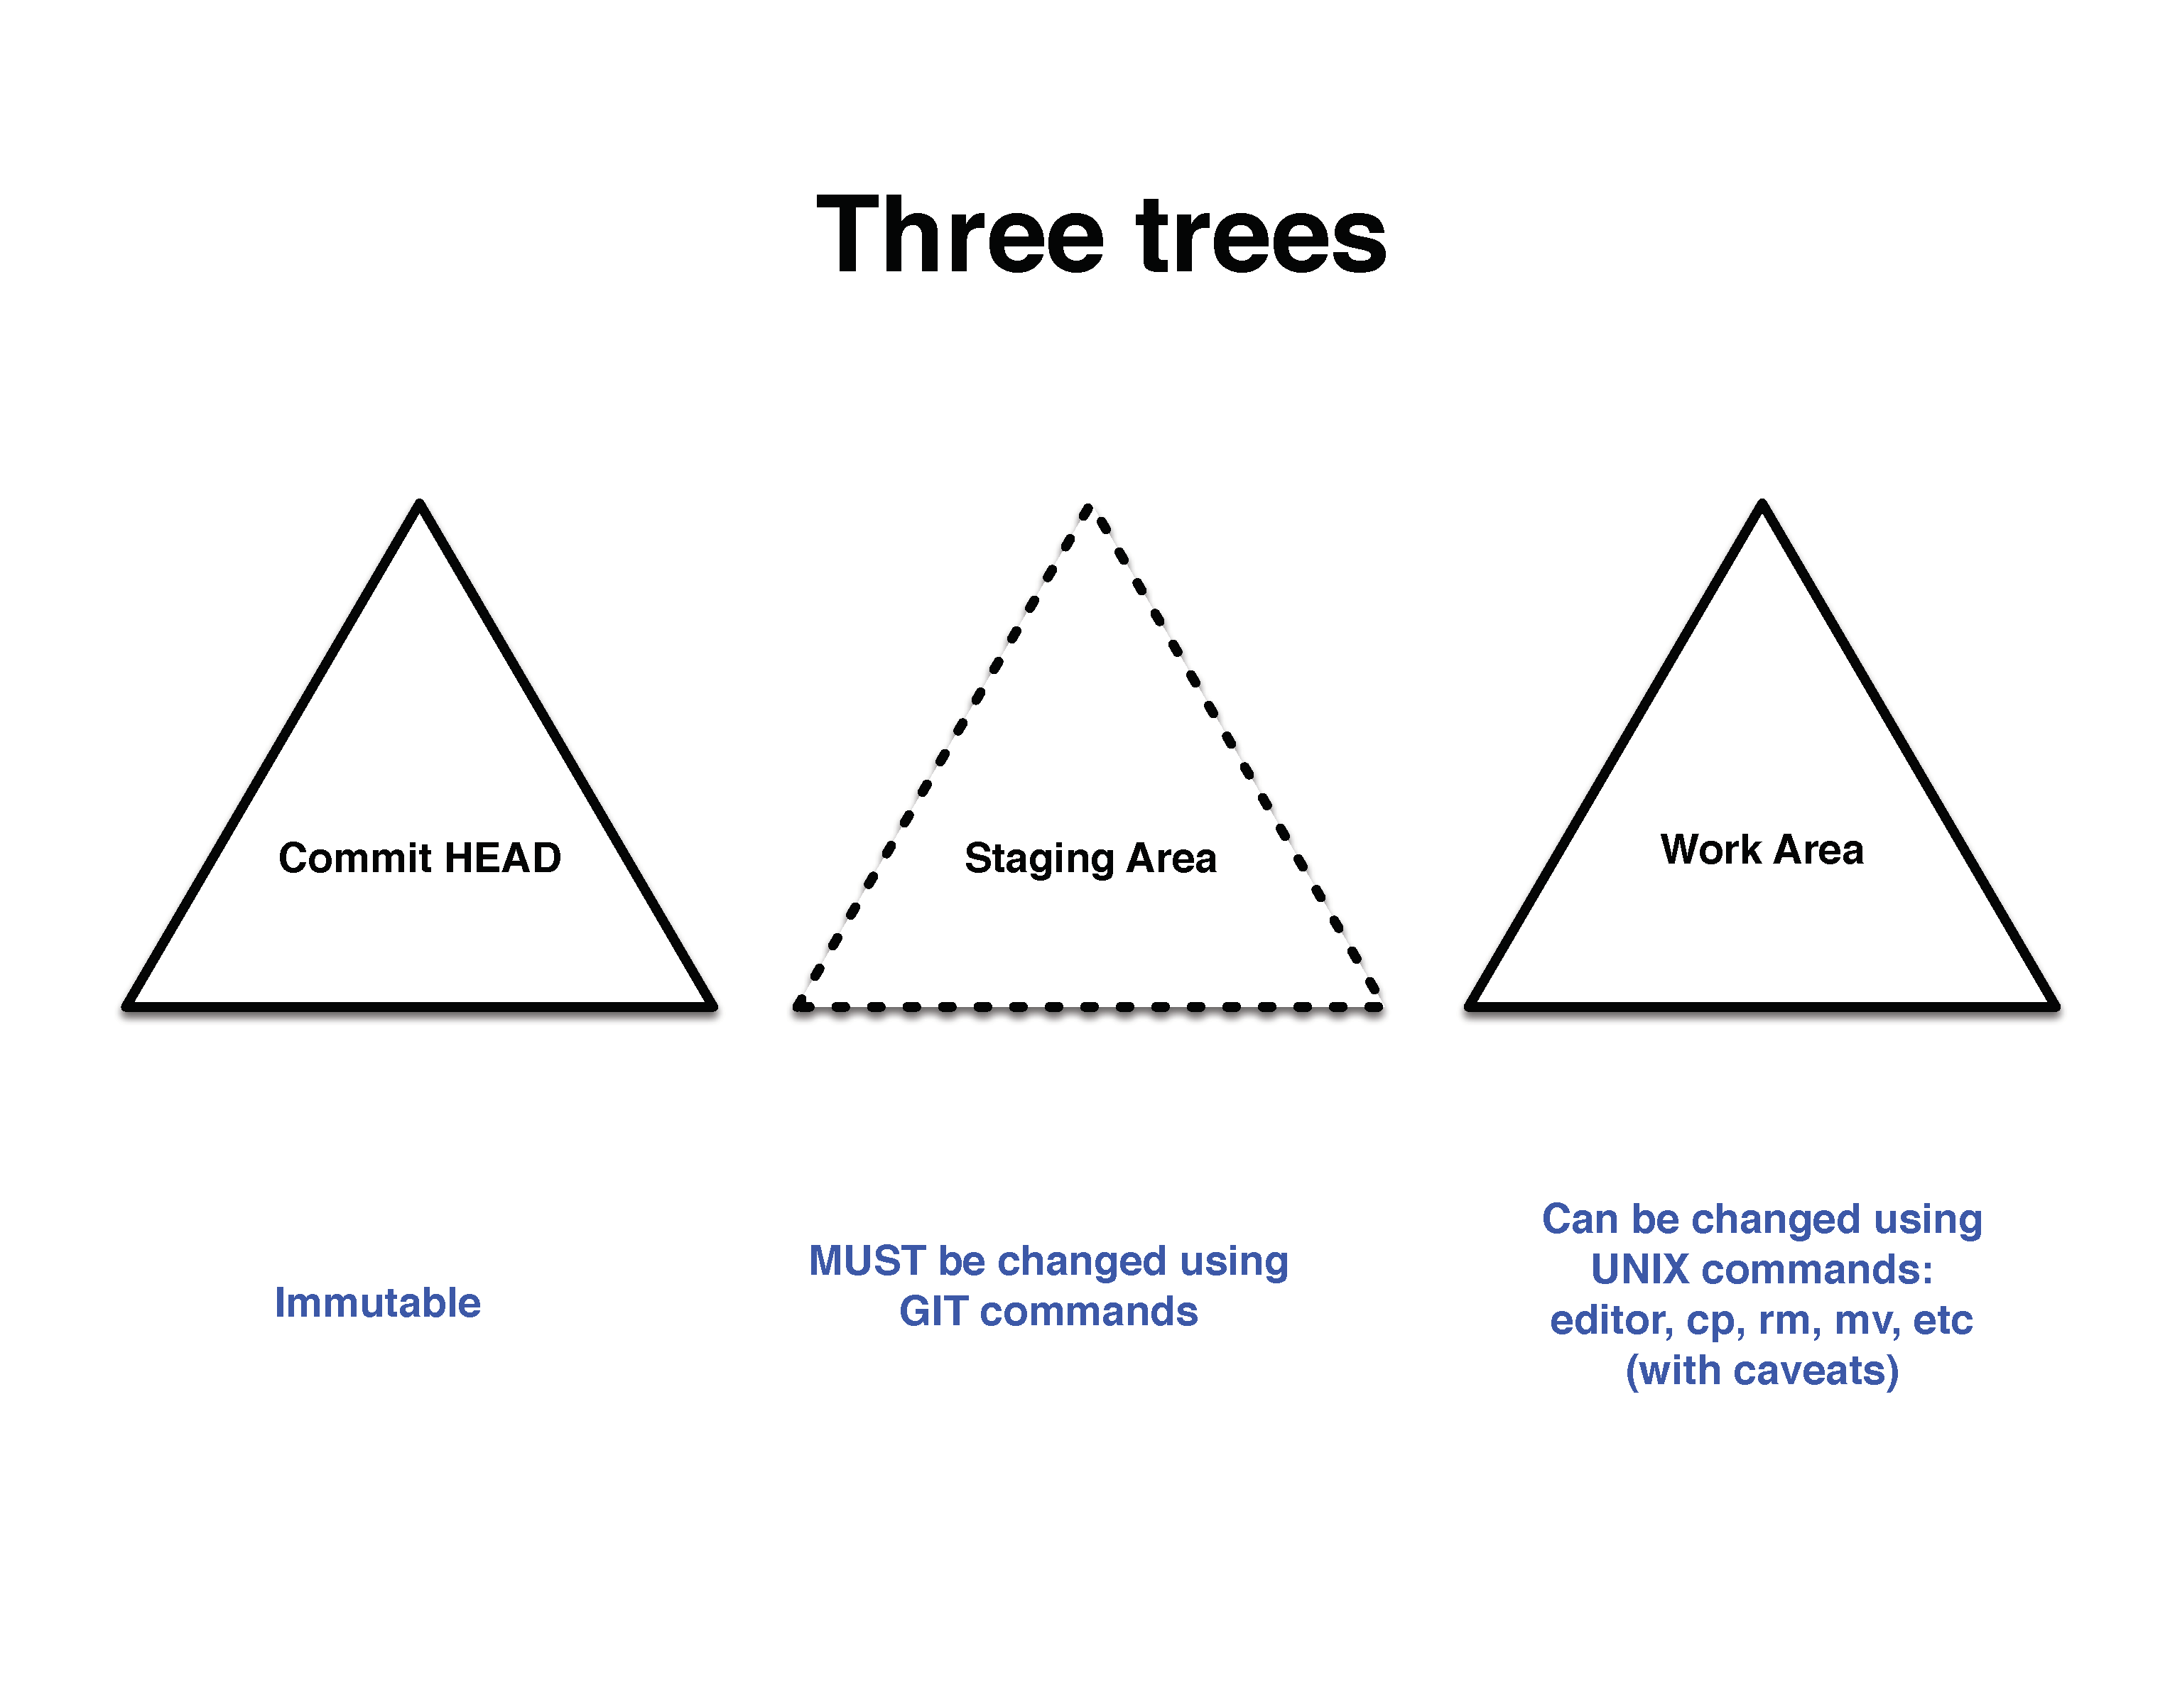 Three trees
Commit HEAD
Staging Area
Work Area
Immutable
MUST be changed using
GIT commands
Can be changed using
UNIX commands:
editor, cp, rm, mv, etc
(with caveats)